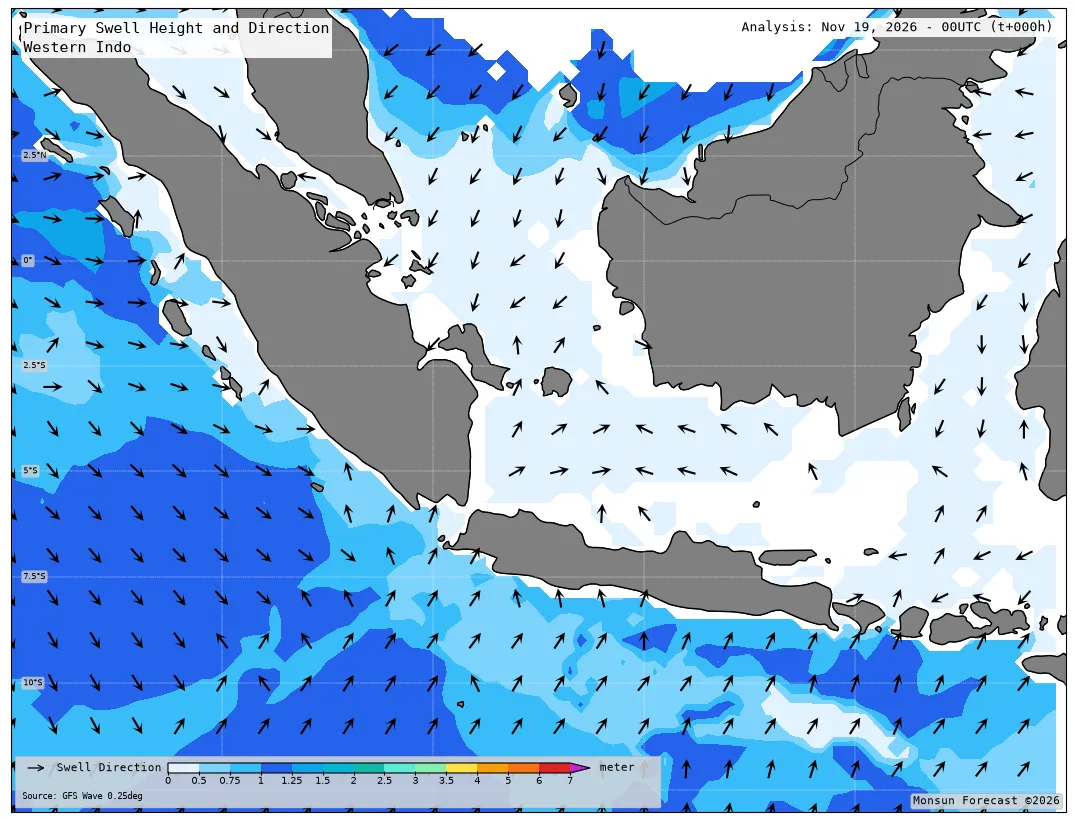 Primary Swell Height and Direction
Western Indo
Analysis: Nov 19, 2026 - 00UTC (t+000h)
2.5°N
0°
2.5°S
5°S
7.5°S
10°S
Swell Direction
0 0.5 0.75 1 1.25 1.5 2 2.5 3 3.5 4 5 6 7
meter
Source: GFS Wave 0.25deg
Monsun Forecast ©2026